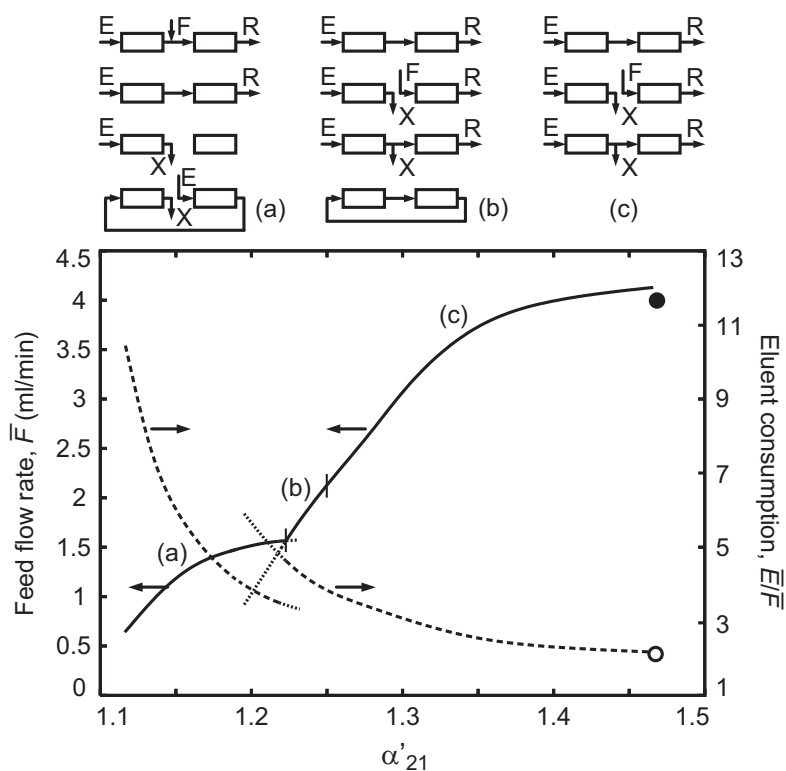 E F R E R E R
E R E F X R E F X R
E X E X R E X R
E X (a) (b) (c)
4.5 13
4 11
3.5 (c)
3 9
2.5
2 (b) 7
1.5 (a) 5
1 3
0.5
0 1
1.1 1.2 1.3 1.4 1.5
α'21
Feed flow rate, F̅ (ml/min)
Eluent consumption, E̅/F̅